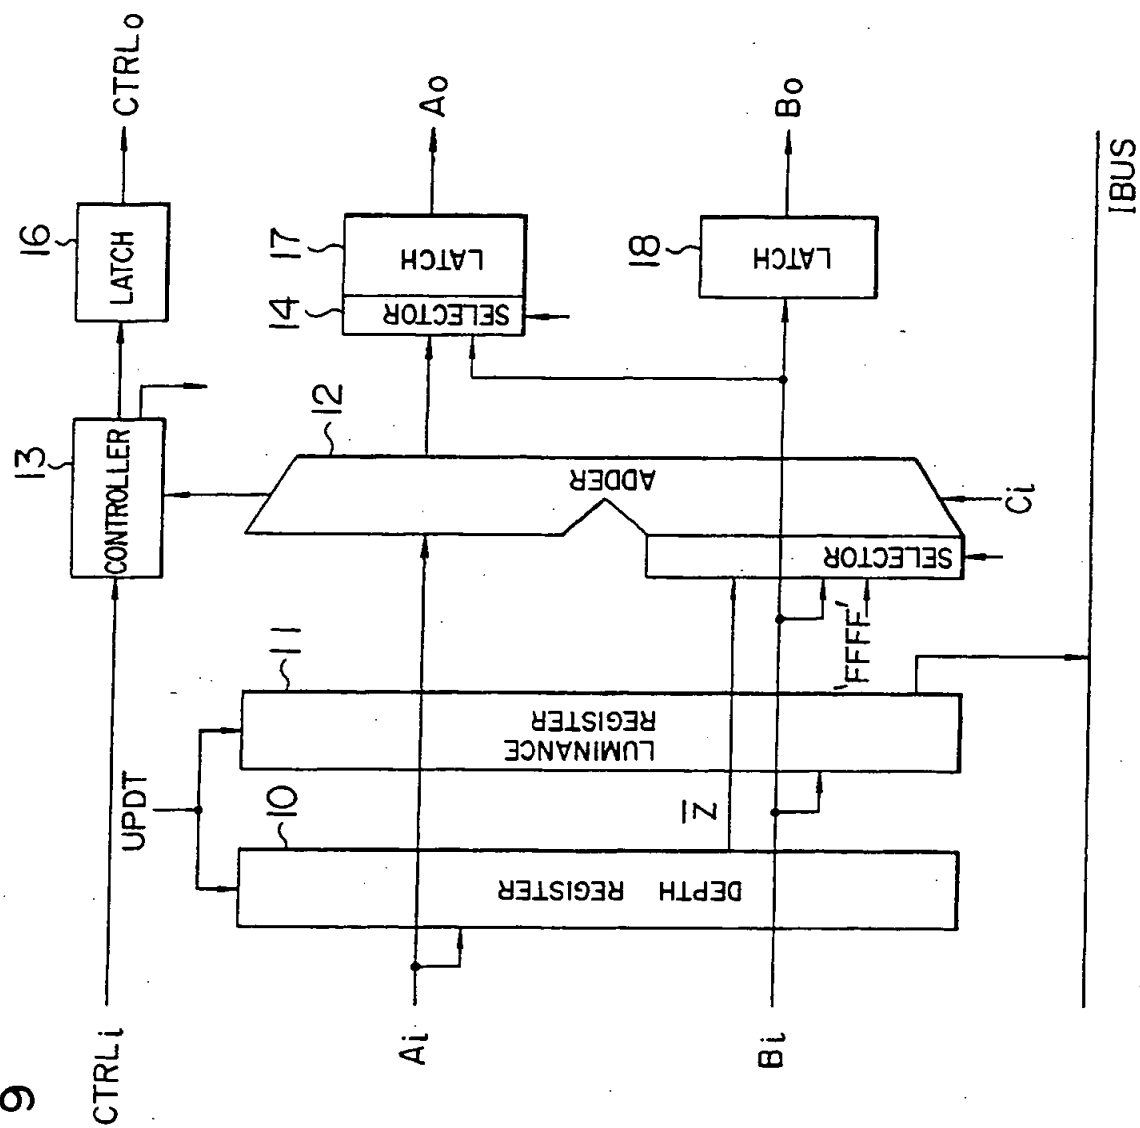 9
CTRLi
CTRLo
16
LATCH
13
CONTROLLER
UPDT
Ai
Ao
17
LATCH
14
SELECTOR
12
ADDER
11
LUMINANCE
REGISTER
10
DEPTH REGISTER
Z
SELECTOR
'FFFF'
Ci
Bi
Bo
18
LATCH
IBUS